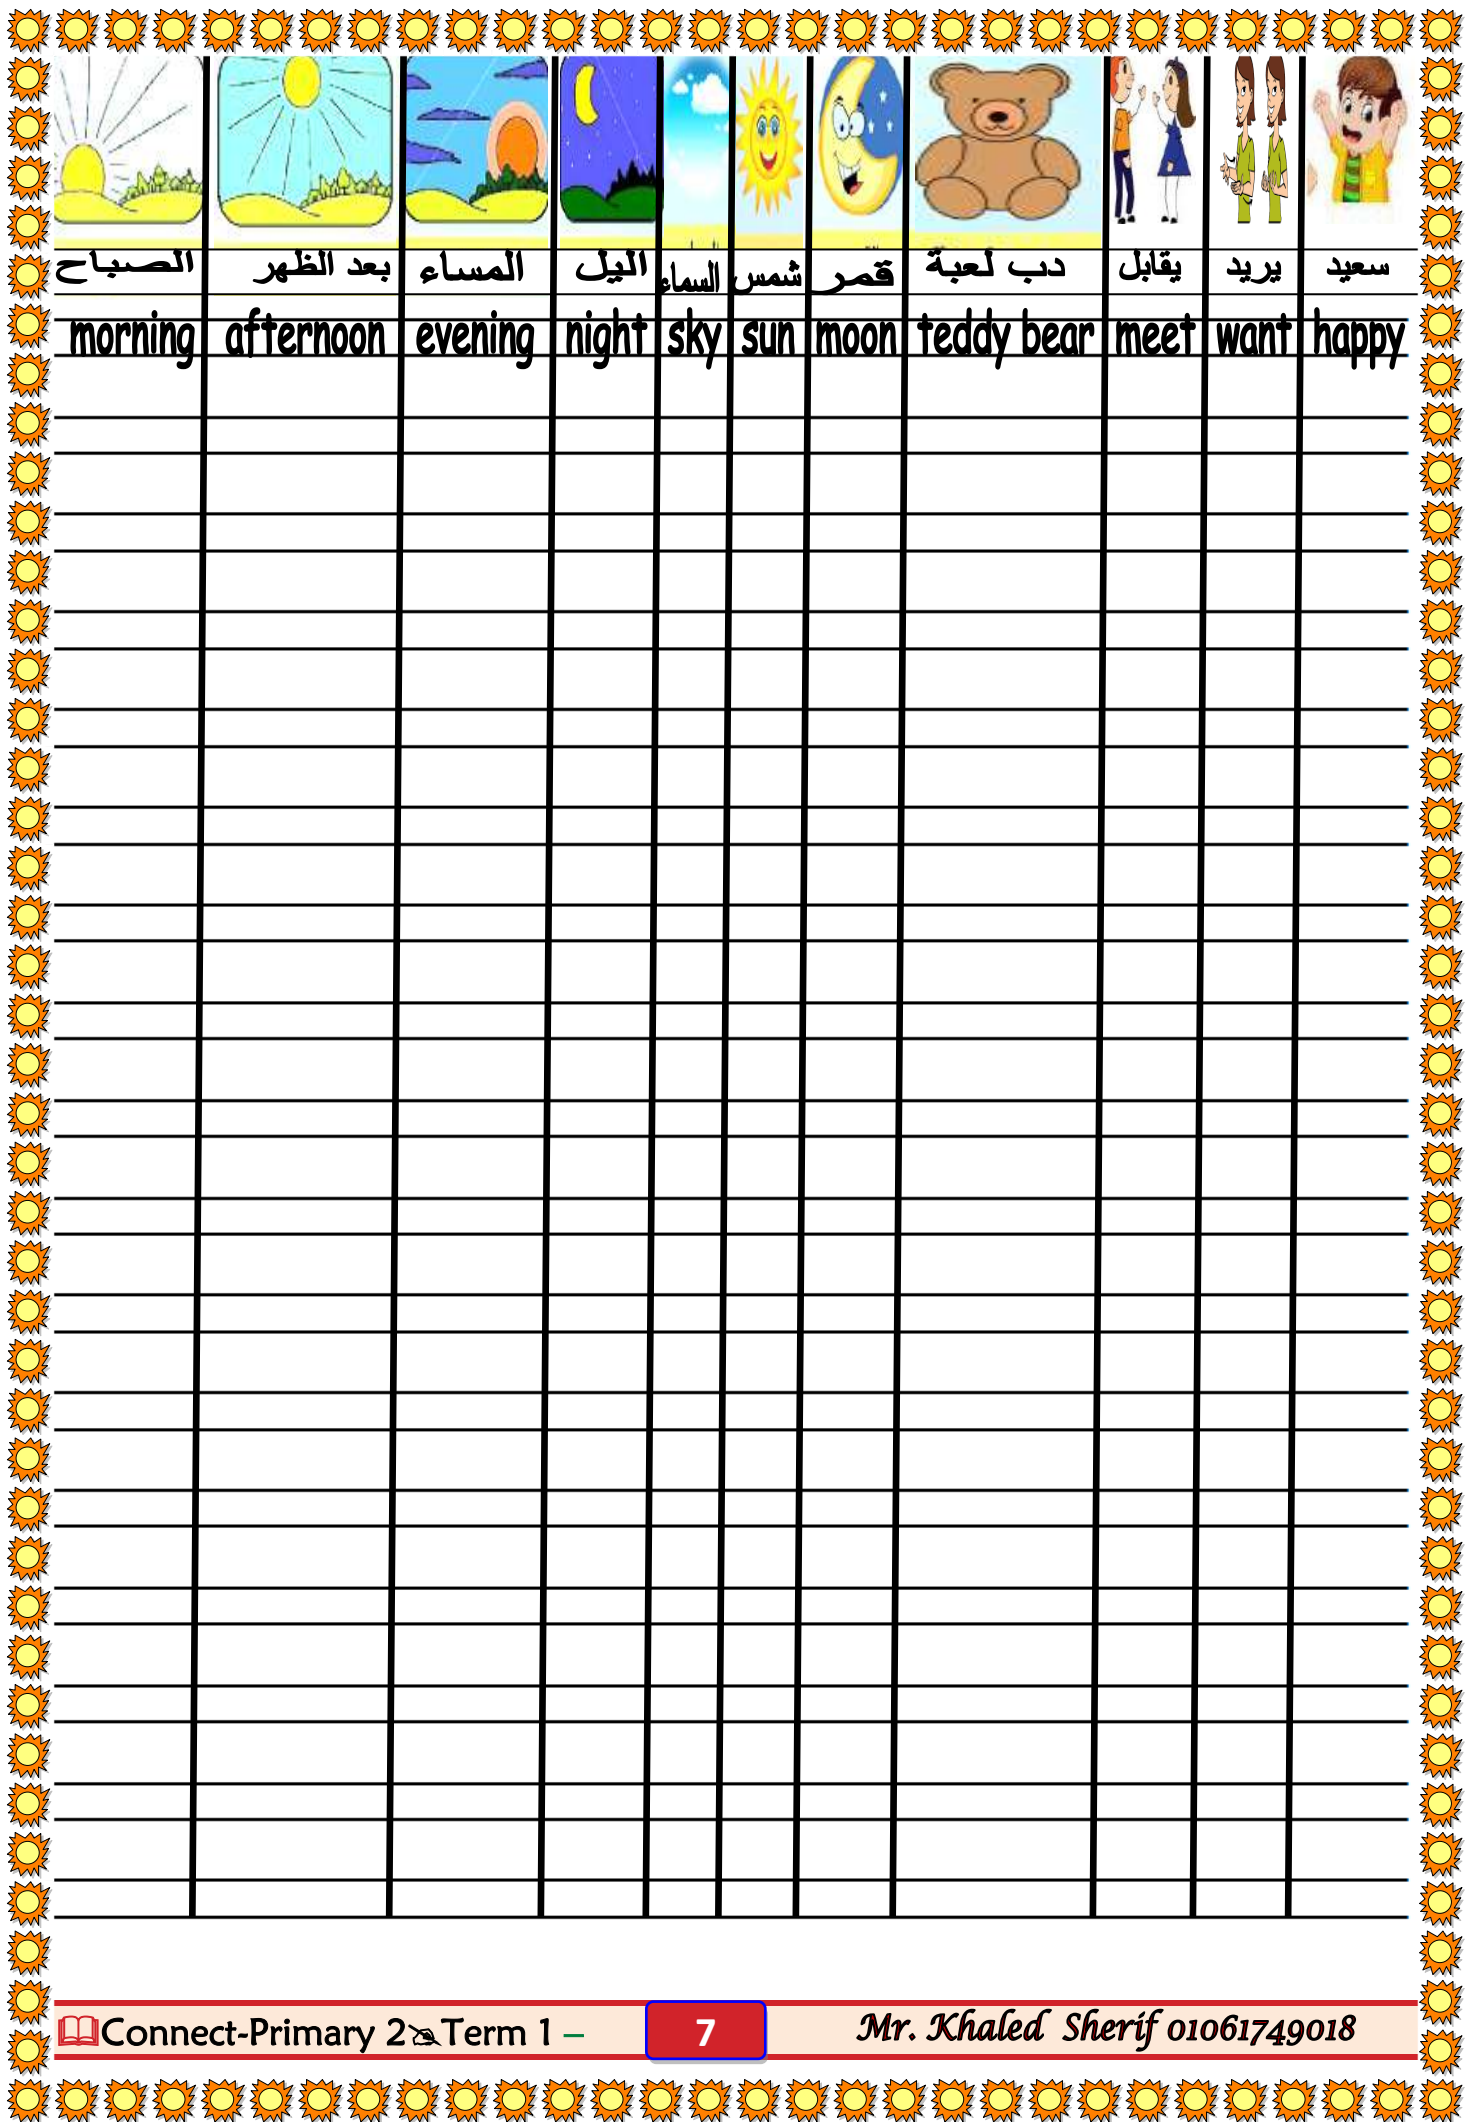 الصباح بعد الظهر المساء اليل السماء شمس قمر دب لعبة يقابل يريد سعيد
morning afternoon evening night sky sun moon teddy bear meet want happy
Connect-Primary 2 Term 1 – 7 Mr. Khaled Sherif 01061749018